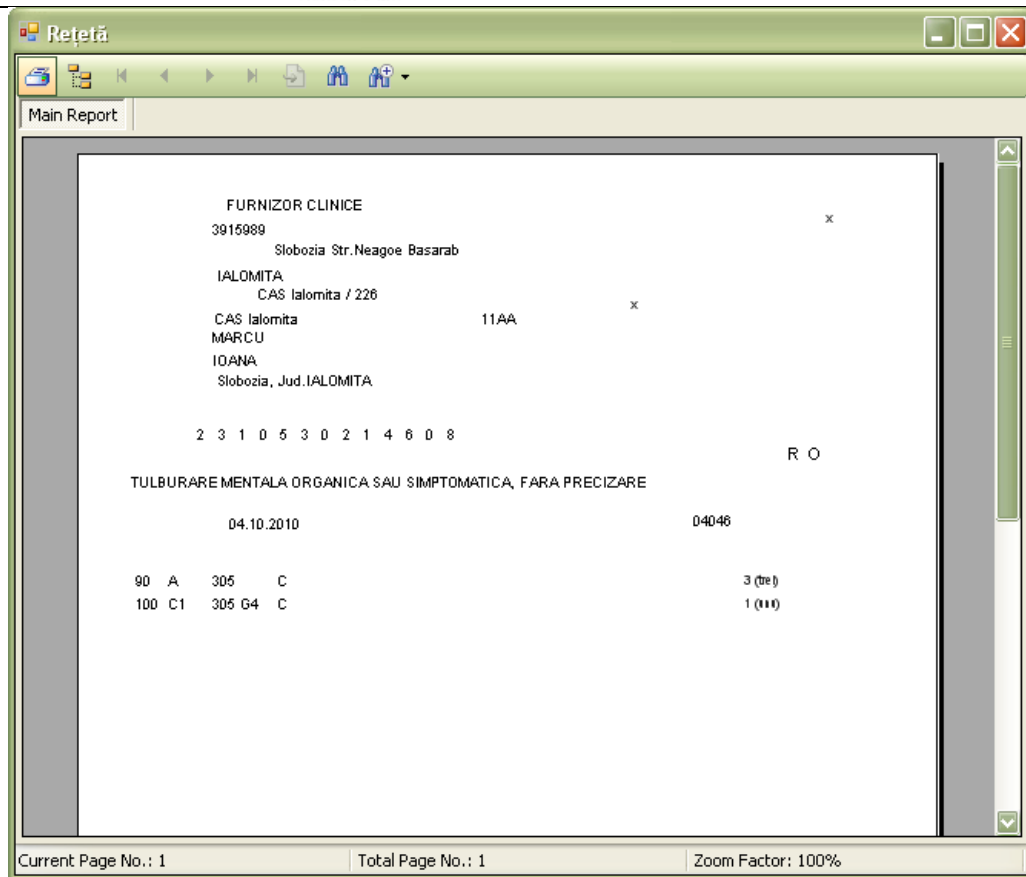 Rețetă
Main Report
FURNIZOR CLINICE
x
3915989
Slobozia Str.Neagoe Basarab
IALOMITA
CAS Ialomita / 226
x
CAS Ialomita 11AA
MARCU
IOANA
Slobozia, Jud.IALOMITA
2 3 1 0 5 3 0 2 1 4 6 0 8
R O
TULBURARE MENTALA ORGANICA SAU SIMPTOMATICA, FARA PRECIZARE
04.10.2010 04046
90 A 305 C 3 (trei)
100 C1 305 G4 C 1 (unu)
Current Page No.: 1 Total Page No.: 1 Zoom Factor: 100%